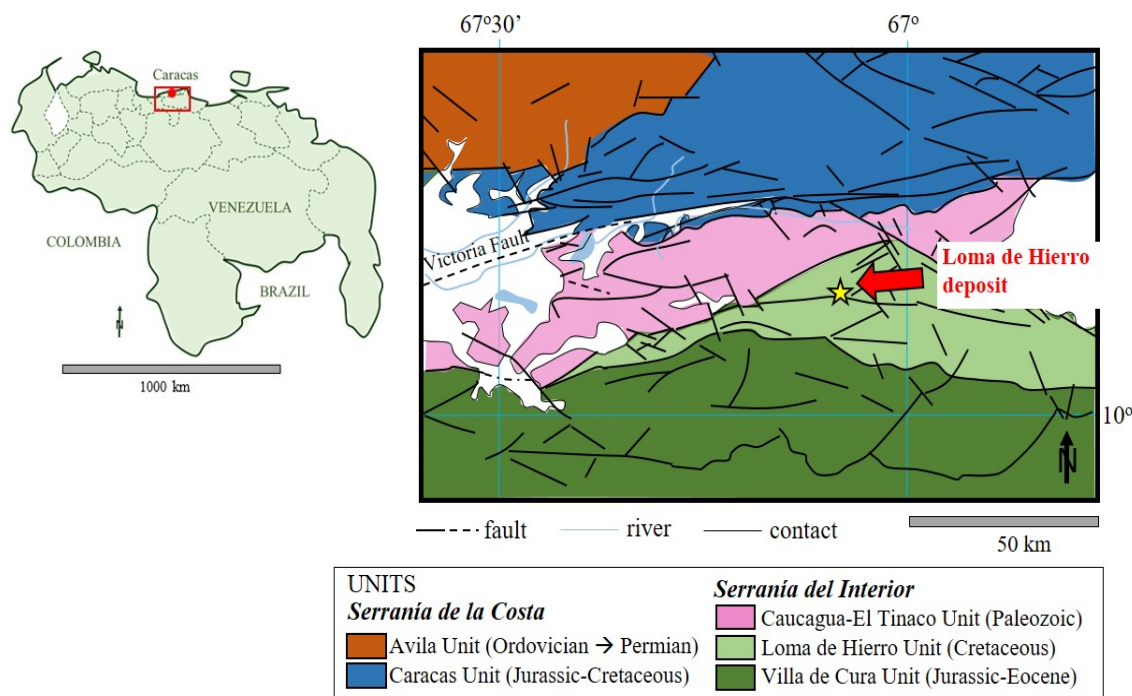 Caracas
VENEZUELA
COLOMBIA
BRAZIL
N
1000 km
67º30’
67º
Victoria Fault
Loma de Hierro
deposit
10º
N
fault
river
contact
50 km
UNITS
Serranía de la Costa
Avila Unit (Ordovician → Permian)
Caracas Unit (Jurassic-Cretaceous)
Serranía del Interior
Caucagua-El Tinaco Unit (Paleozoic)
Loma de Hierro Unit (Cretaceous)
Villa de Cura Unit (Jurassic-Eocene)